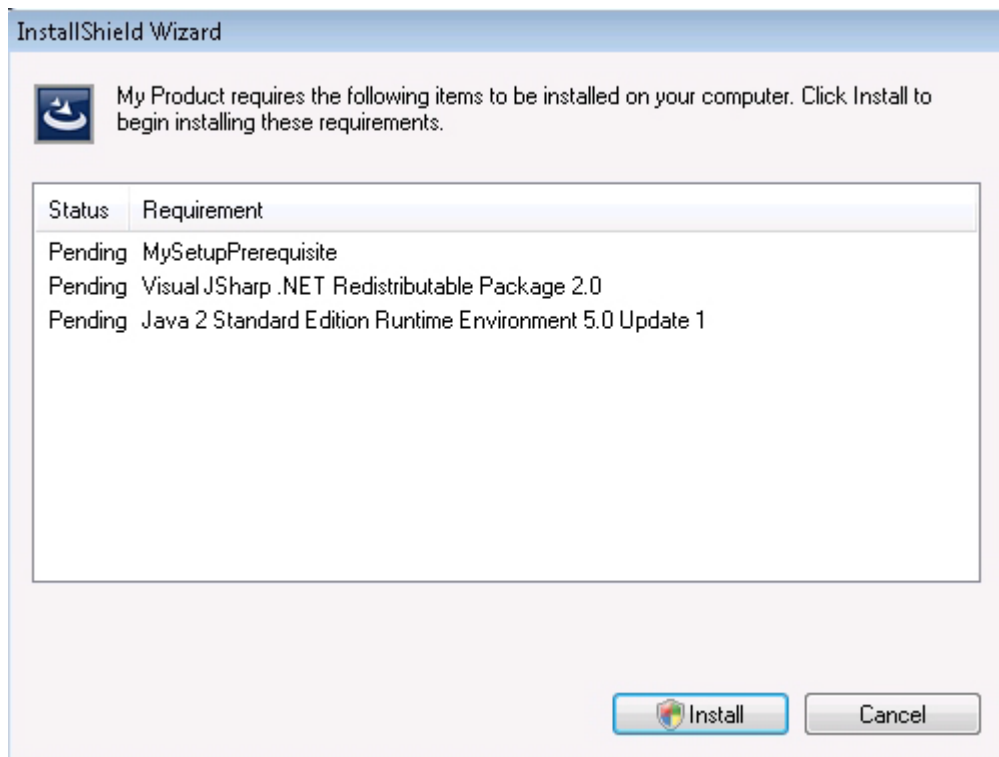 InstallShield Wizard
My Product requires the following items to be installed on your computer. Click Install to
begin installing these requirements.
Status Requirement
Pending MySetupPrerequisite
Pending Visual JSharp .NET Redistributable Package 2.0
Pending Java 2 Standard Edition Runtime Environment 5.0 Update 1
Install Cancel